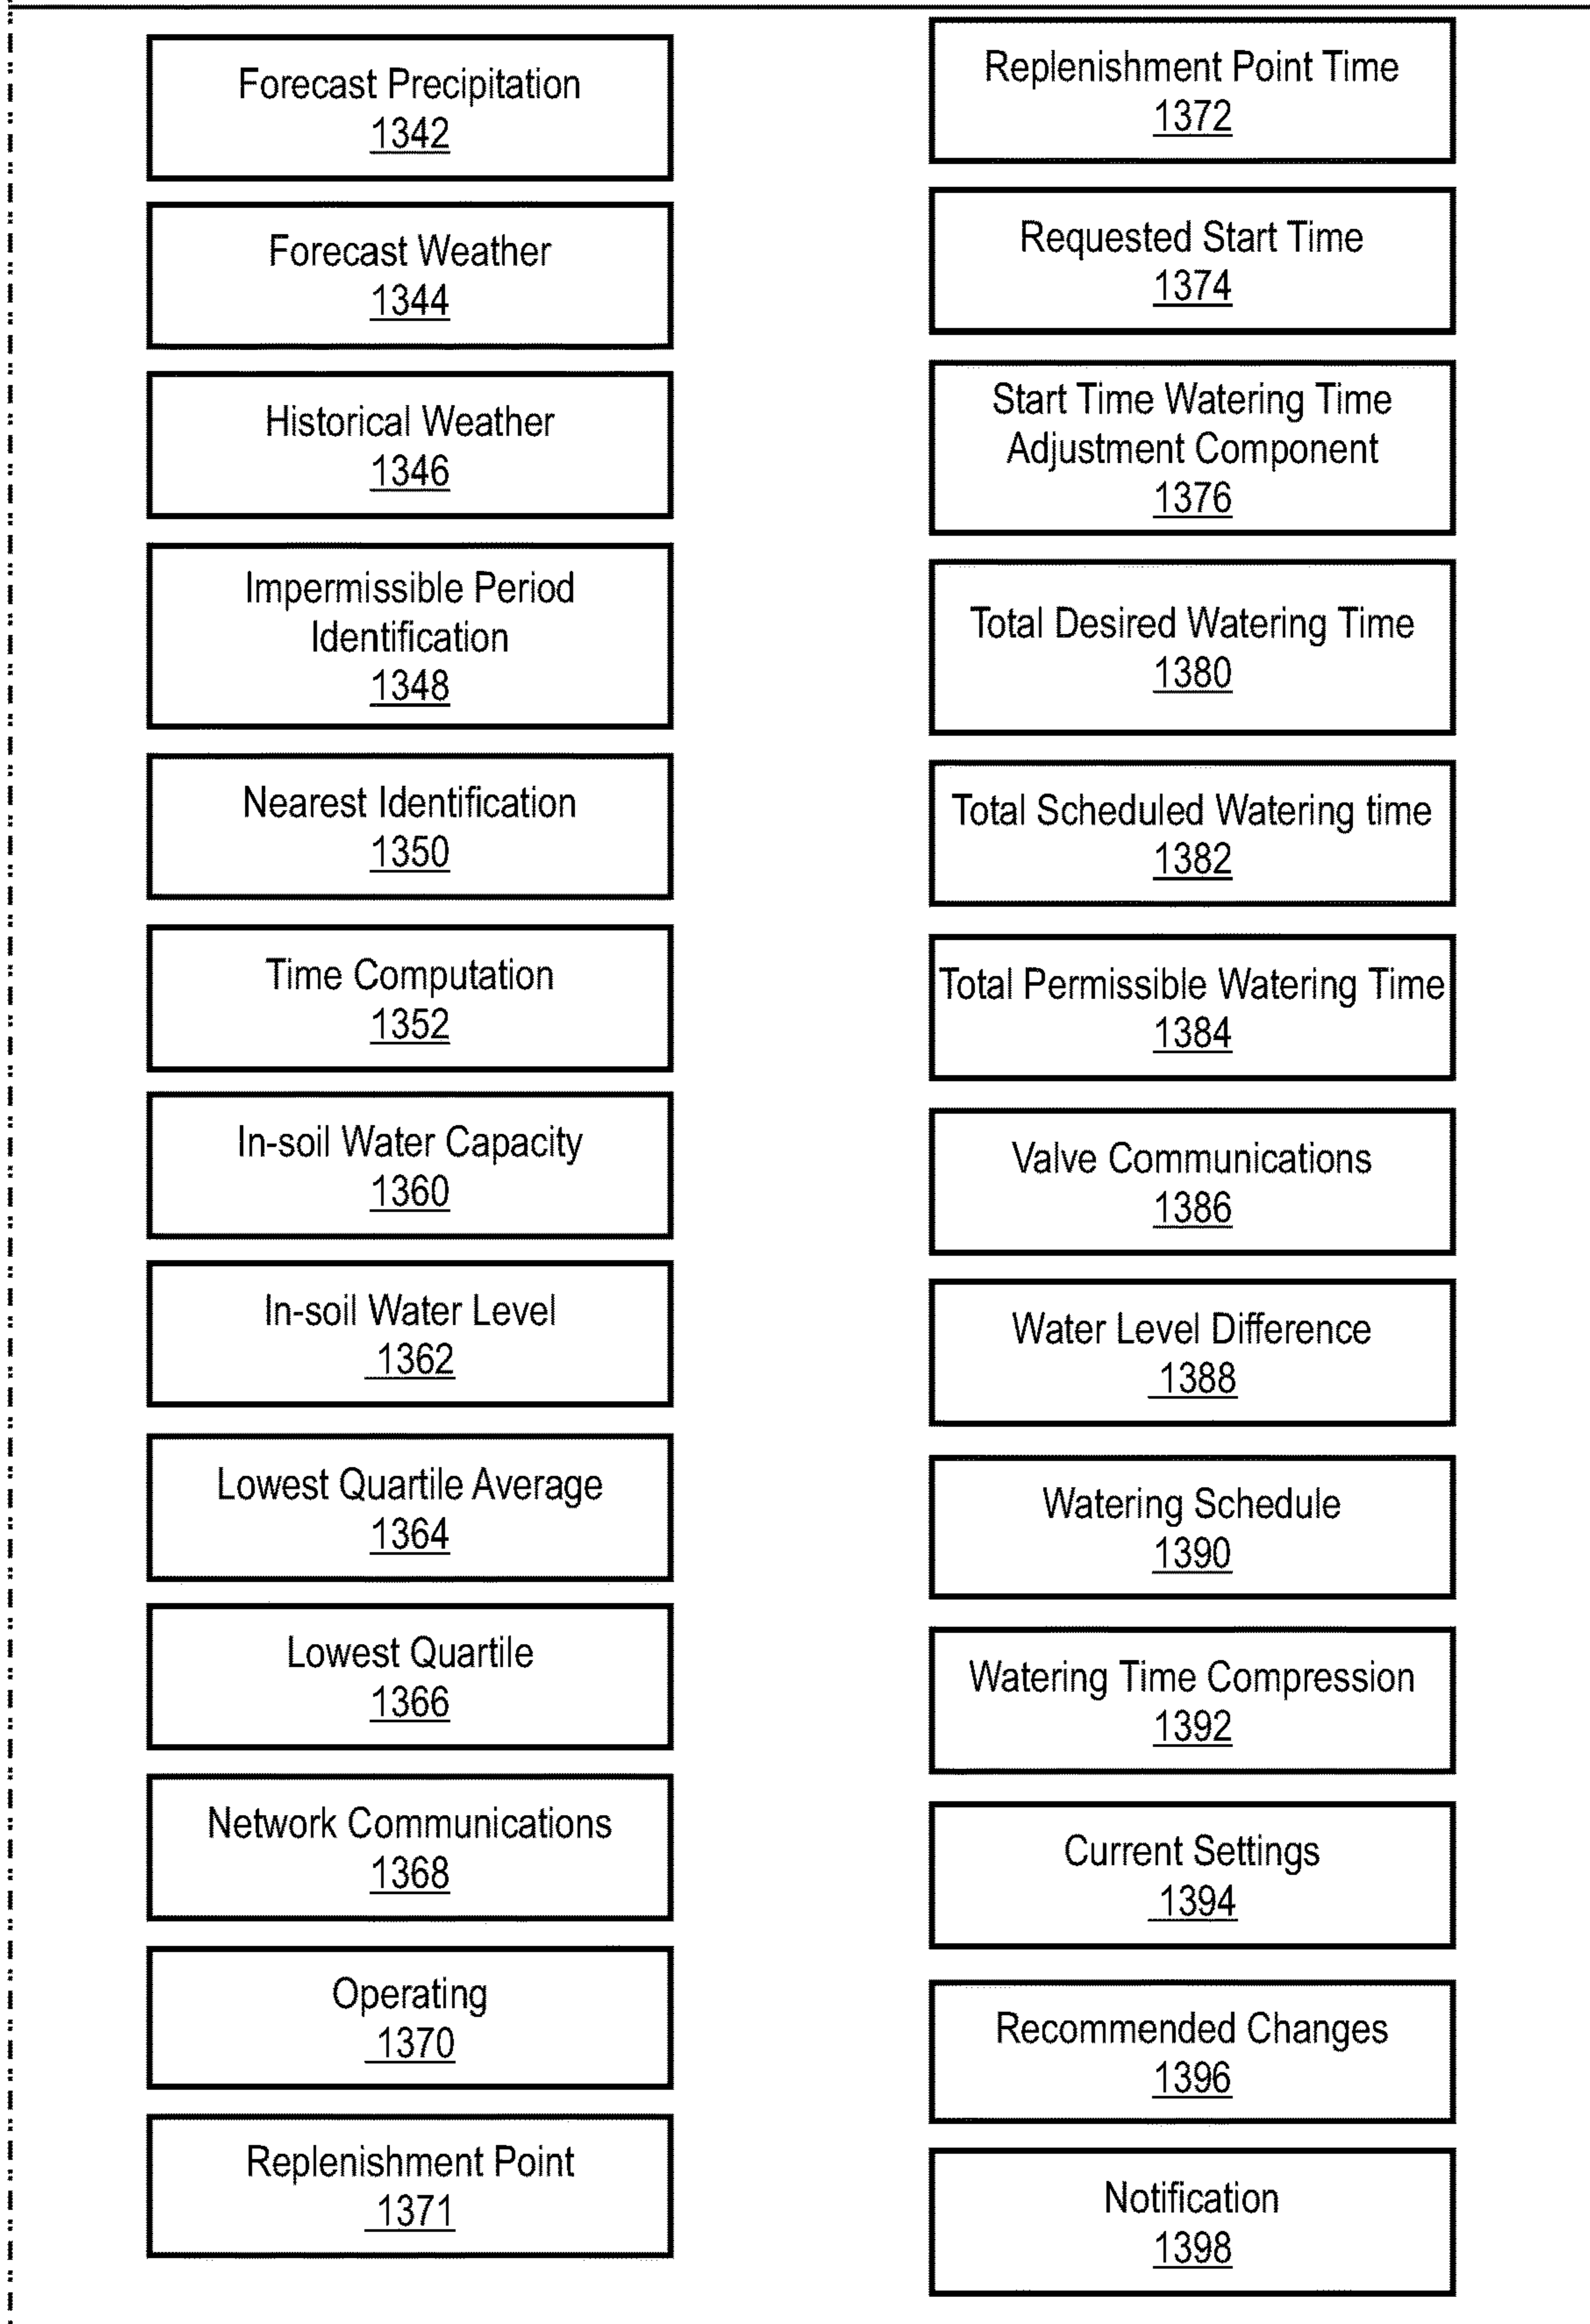 Forecast Precipitation
1342
Forecast Weather
1344
Historical Weather
1346
Impermissible Period
Identification
1348
Nearest Identification
1350
Time Computation
1352
In-soil Water Capacity
1360
In-soil Water Level
1362
Lowest Quartile Average
1364
Lowest Quartile
1366
Network Communications
1368
Operating
1370
Replenishment Point
1371
Replenishment Point Time
1372
Requested Start Time
1374
Start Time Watering Time
Adjustment Component
1376
Total Desired Watering Time
1380
Total Scheduled Watering time
1382
Total Permissible Watering Time
1384
Valve Communications
1386
Water Level Difference
1388
Watering Schedule
1390
Watering Time Compression
1392
Current Settings
1394
Recommended Changes
1396
Notification
1398